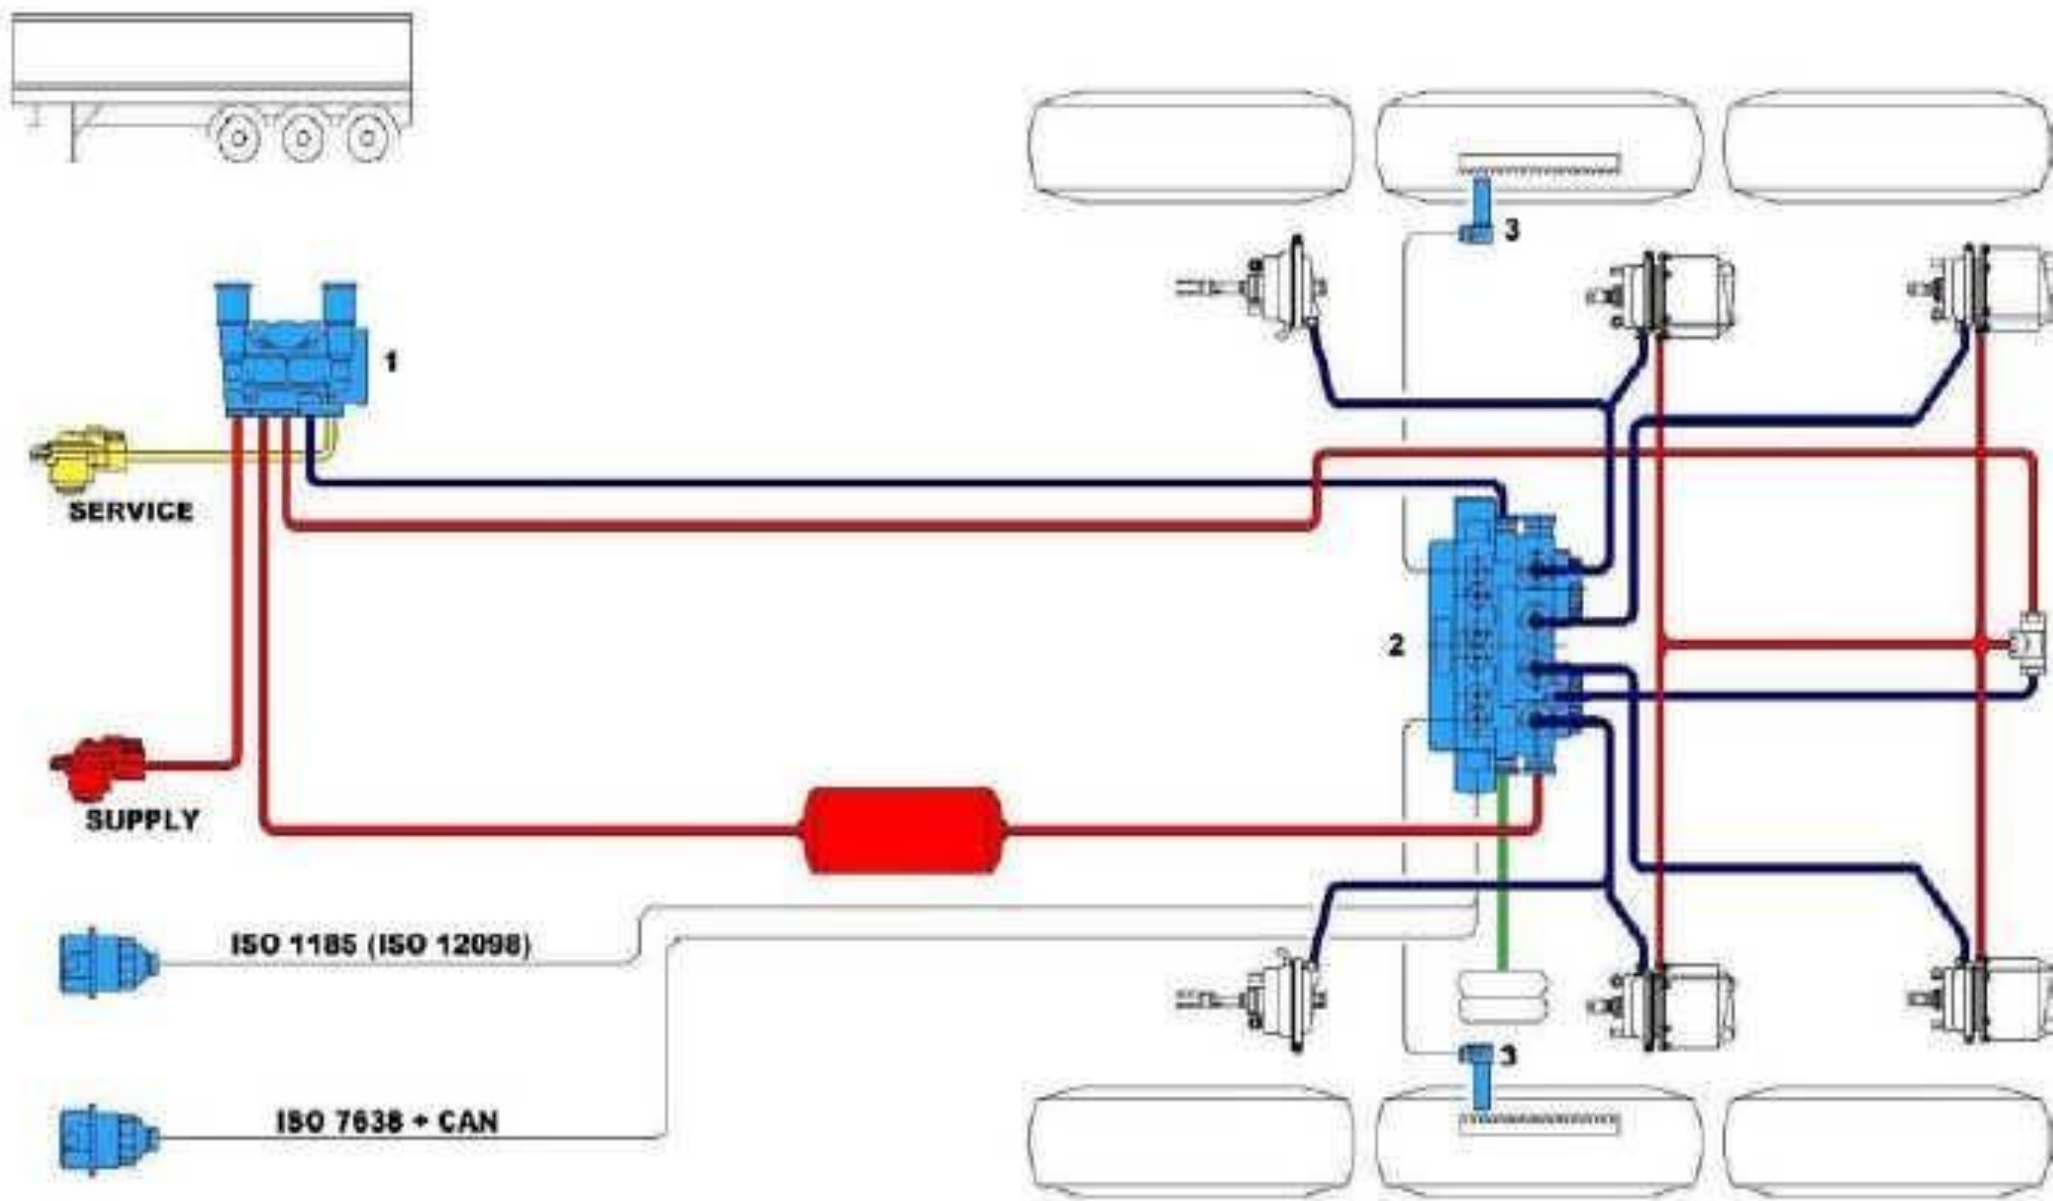 3
1
SERVICE
2
SUPPLY
ISO 1185 (ISO 12098)
3
ISO 7638 + CAN